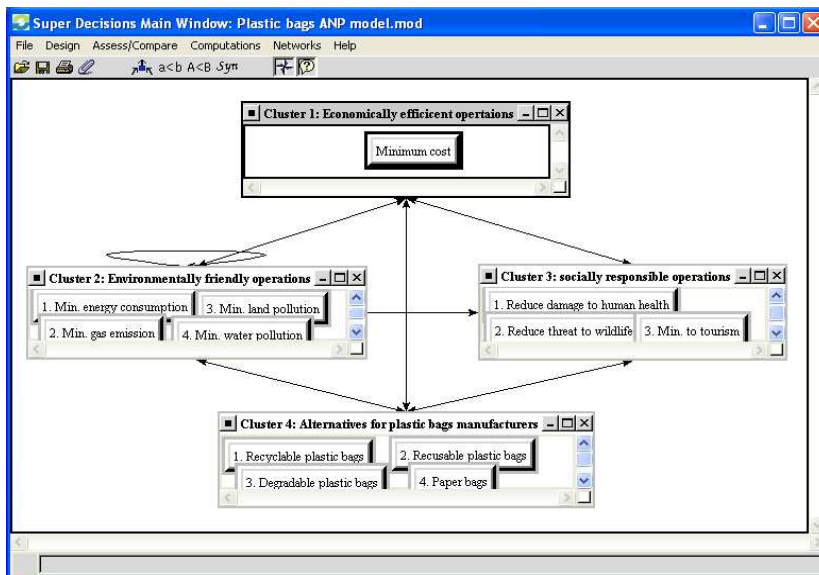 Super Decisions Main Window: Plastic bags ANP model.mod
File Design Assess/Compare Computations Networks Help
a<b A<B Syn
Cluster 1: Economically efficicent opertaions
Minimum cost
Cluster 2: Environmentally friendly operations
1. Min. energy consumption
3. Min. land pollution
2. Min. gas emission
4. Min. water pollution
Cluster 3: socially responsible operations
1. Reduce damage to human health
2. Reduce threat to wildlife
3. Min. to tourism
Cluster 4: Alternatives for plastic bags manufacturers
1. Recyclable plastic bags
2. Recusable plastic bags
3. Degradable plastic bags
4. Paper bags